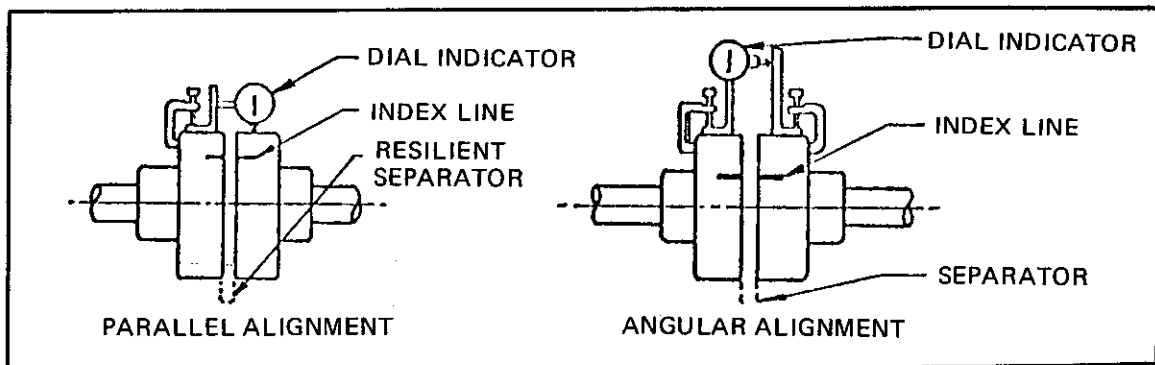 DIAL INDICATOR
INDEX LINE
RESILIENT
SEPARATOR
PARALLEL ALIGNMENT
DIAL INDICATOR
INDEX LINE
SEPARATOR
ANGULAR ALIGNMENT